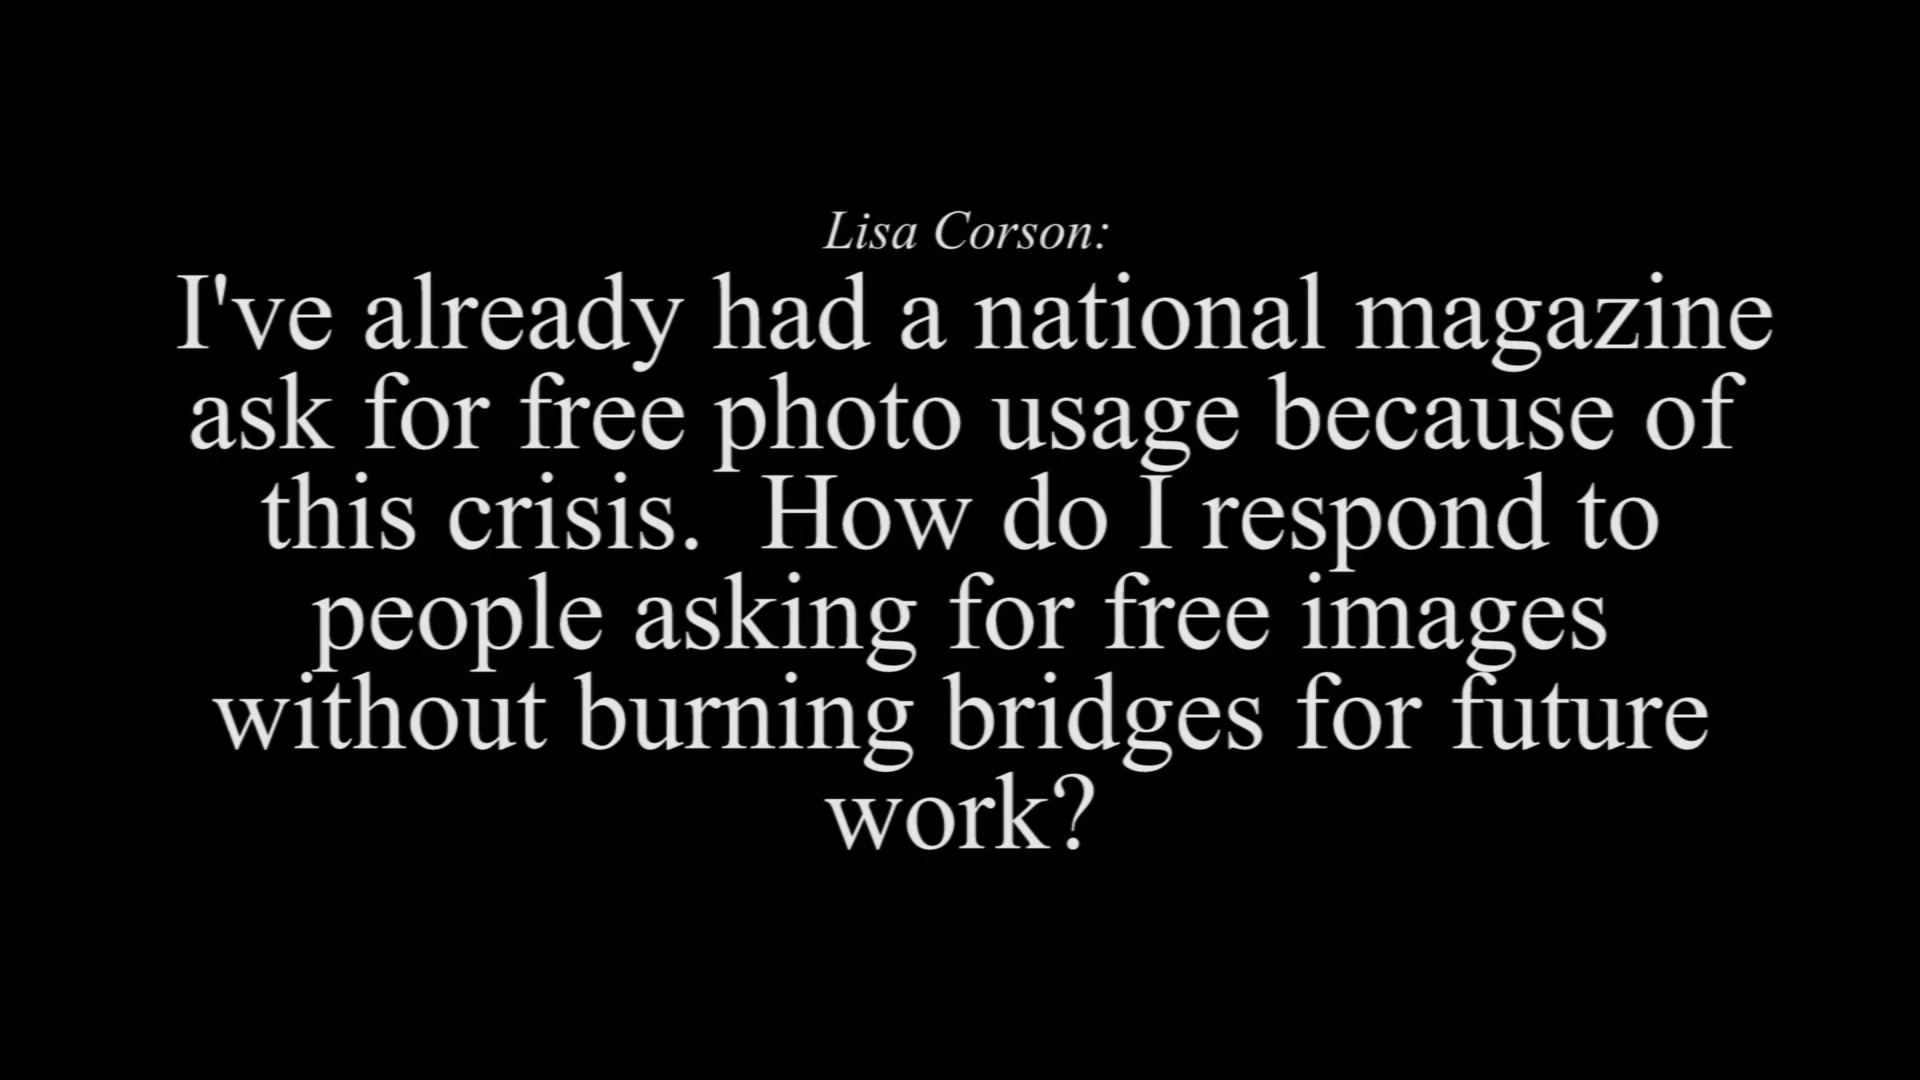 Lisa Corson:
I've already had a national magazine
ask for free photo usage because of
this crisis.  How do I respond to
people asking for free images
without burning bridges for future
work?